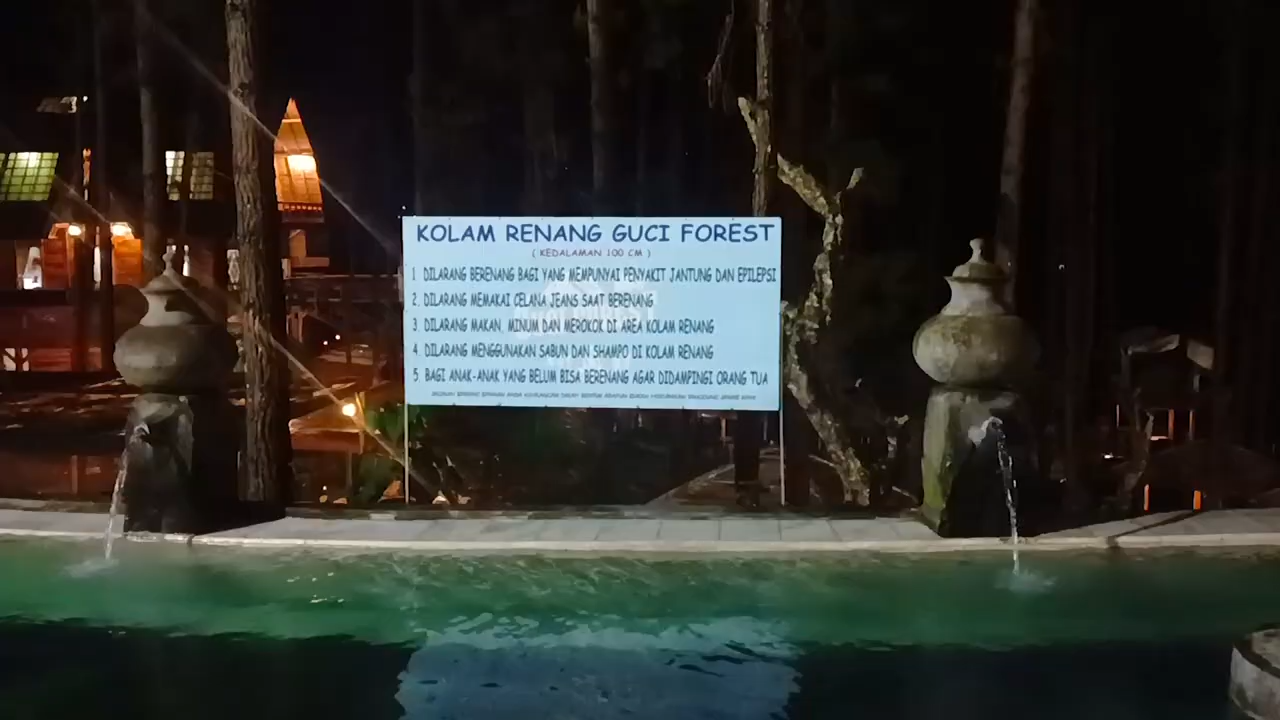 KOLAM RENANG GUCI FOREST
( KEDALAMAN 100 CM )
1. DILARANG BERENANG BAGI YANG MEMPUNYAI PENYAKIT JANTUNG DAN EPILEPSI
2. DILARANG MEMAKAI CELANA JEANS SAAT BERENANG
3. DILARANG MAKAN, MINUM DAN MEROKOK DI AREA KOLAM RENANG
4. DILARANG MENGGUNAKAN SABUN DAN SHAMPO DI KOLAM RENANG
5. BAGI ANAK-ANAK YANG BELUM BISA BERENANG AGAR DIDAMPINGI ORANG TUA